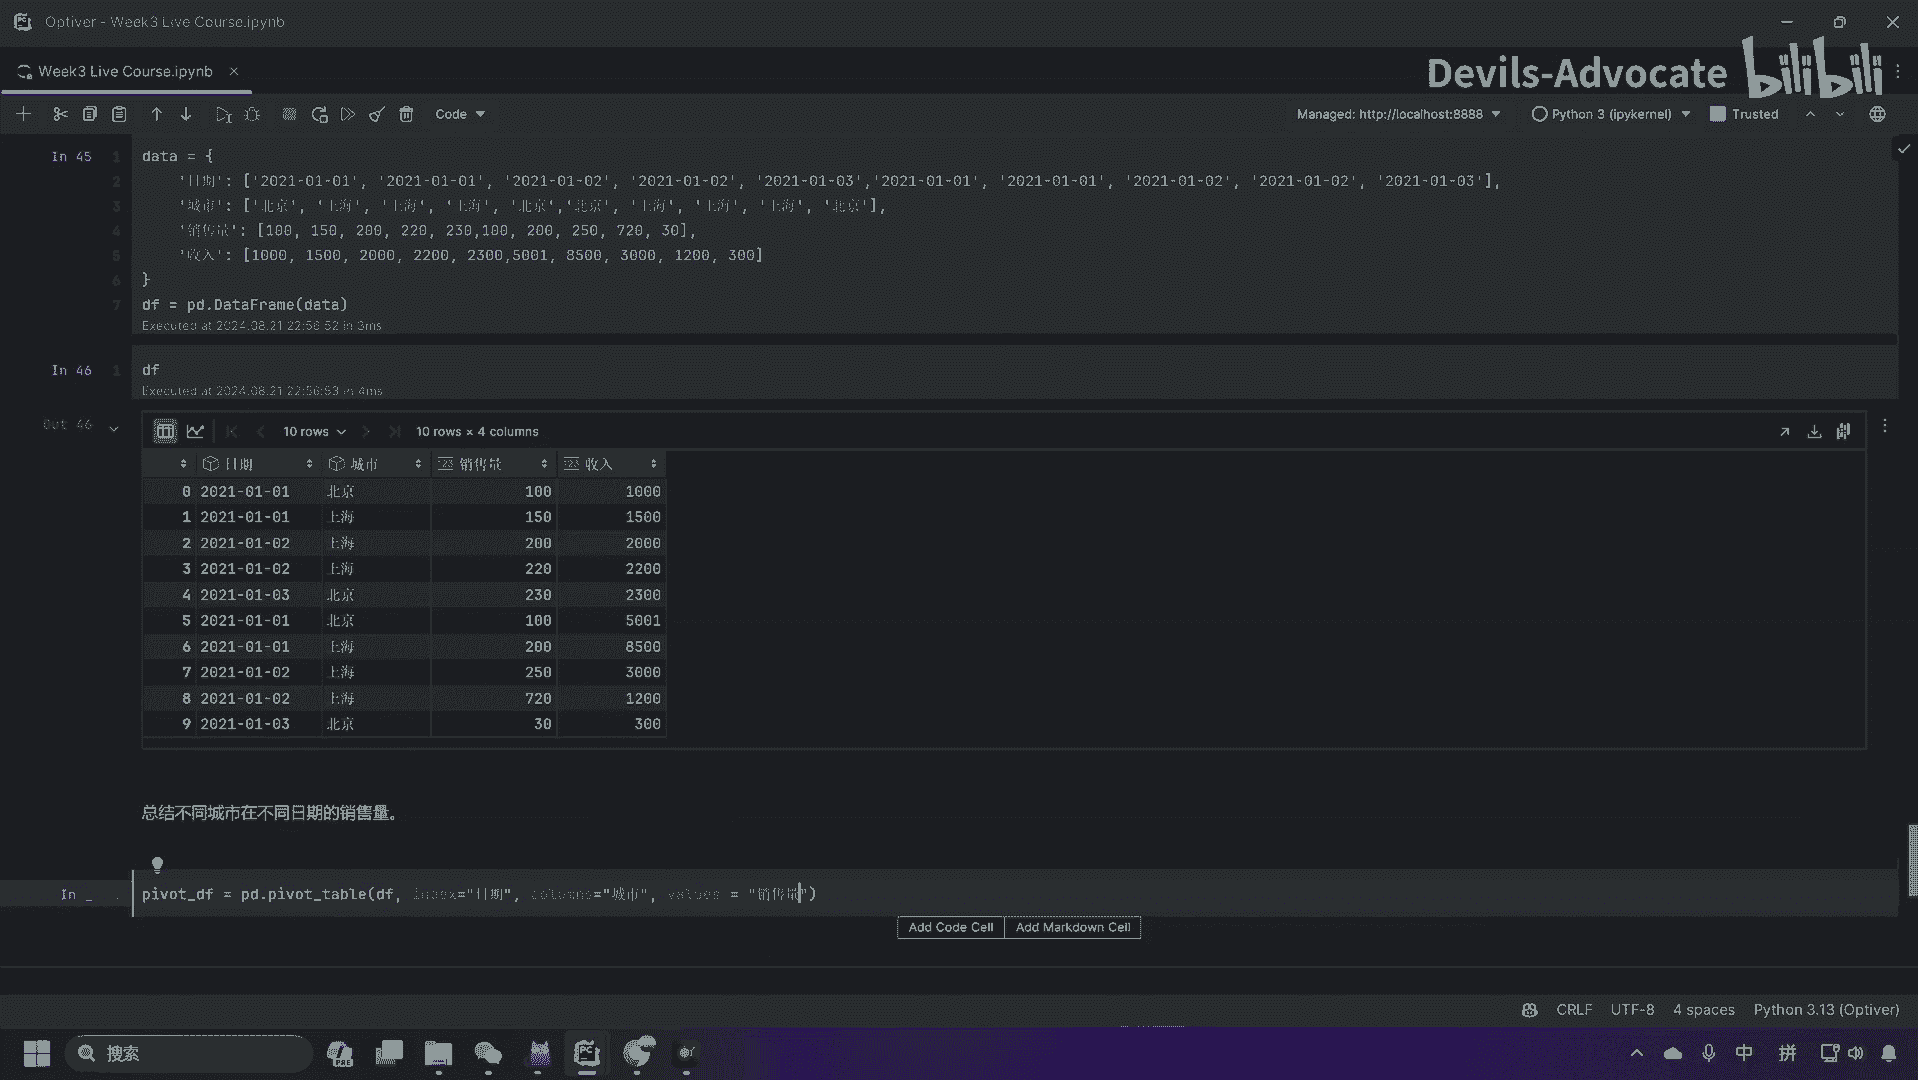 Optiver - Week3 Live Course.ipynb
Week3 Live Course.ipynb
Devils-Advocate bilibili
Code
Managed: http://localhost:8888
Python 3 (ipykernel)
Trusted
In 45
1 data = {
2 '日期': ['2021-01-01', '2021-01-01', '2021-01-02', '2021-01-02', '2021-01-03','2021-01-01', '2021-01-01', '2021-01-02', '2021-01-02', '2021-01-03'],
3 '城市': ['北京', '上海', '上海', '上海', '北京','北京', '上海', '上海', '上海', '北京'],
4 '销售量': [100, 150, 200, 220, 230,100, 200, 250, 720, 30],
5 '收入': [1000, 1500, 2000, 2200, 2300,5001, 8500, 3000, 1200, 300]
6 }
7 df = pd.DataFrame(data)
Executed at 2024.08.21 22:56:52 in 3ms
In 46 1 df
Executed at 2024.08.21 22:56:53 in 4ms
Out 46
10 rows
10 rows × 4 columns
日期 城市 销售量 收入
0 2021-01-01 北京 100 1000
1 2021-01-01 上海 150 1500
2 2021-01-02 上海 200 2000
3 2021-01-02 上海 220 2200
4 2021-01-03 北京 230 2300
5 2021-01-01 北京 100 5001
6 2021-01-01 上海 200 8500
7 2021-01-02 上海 250 3000
8 2021-01-02 上海 720 1200
9 2021-01-03 北京 30 300
总结不同城市在不同日期的销售量。
In _ pivot_df = pd.pivot_table(df, index="日期", columns="城市", values = "销售量")
Add Code Cell
Add Markdown Cell
CRLF UTF-8 4 spaces Python 3.13 (Optiver)
搜索
中 拼